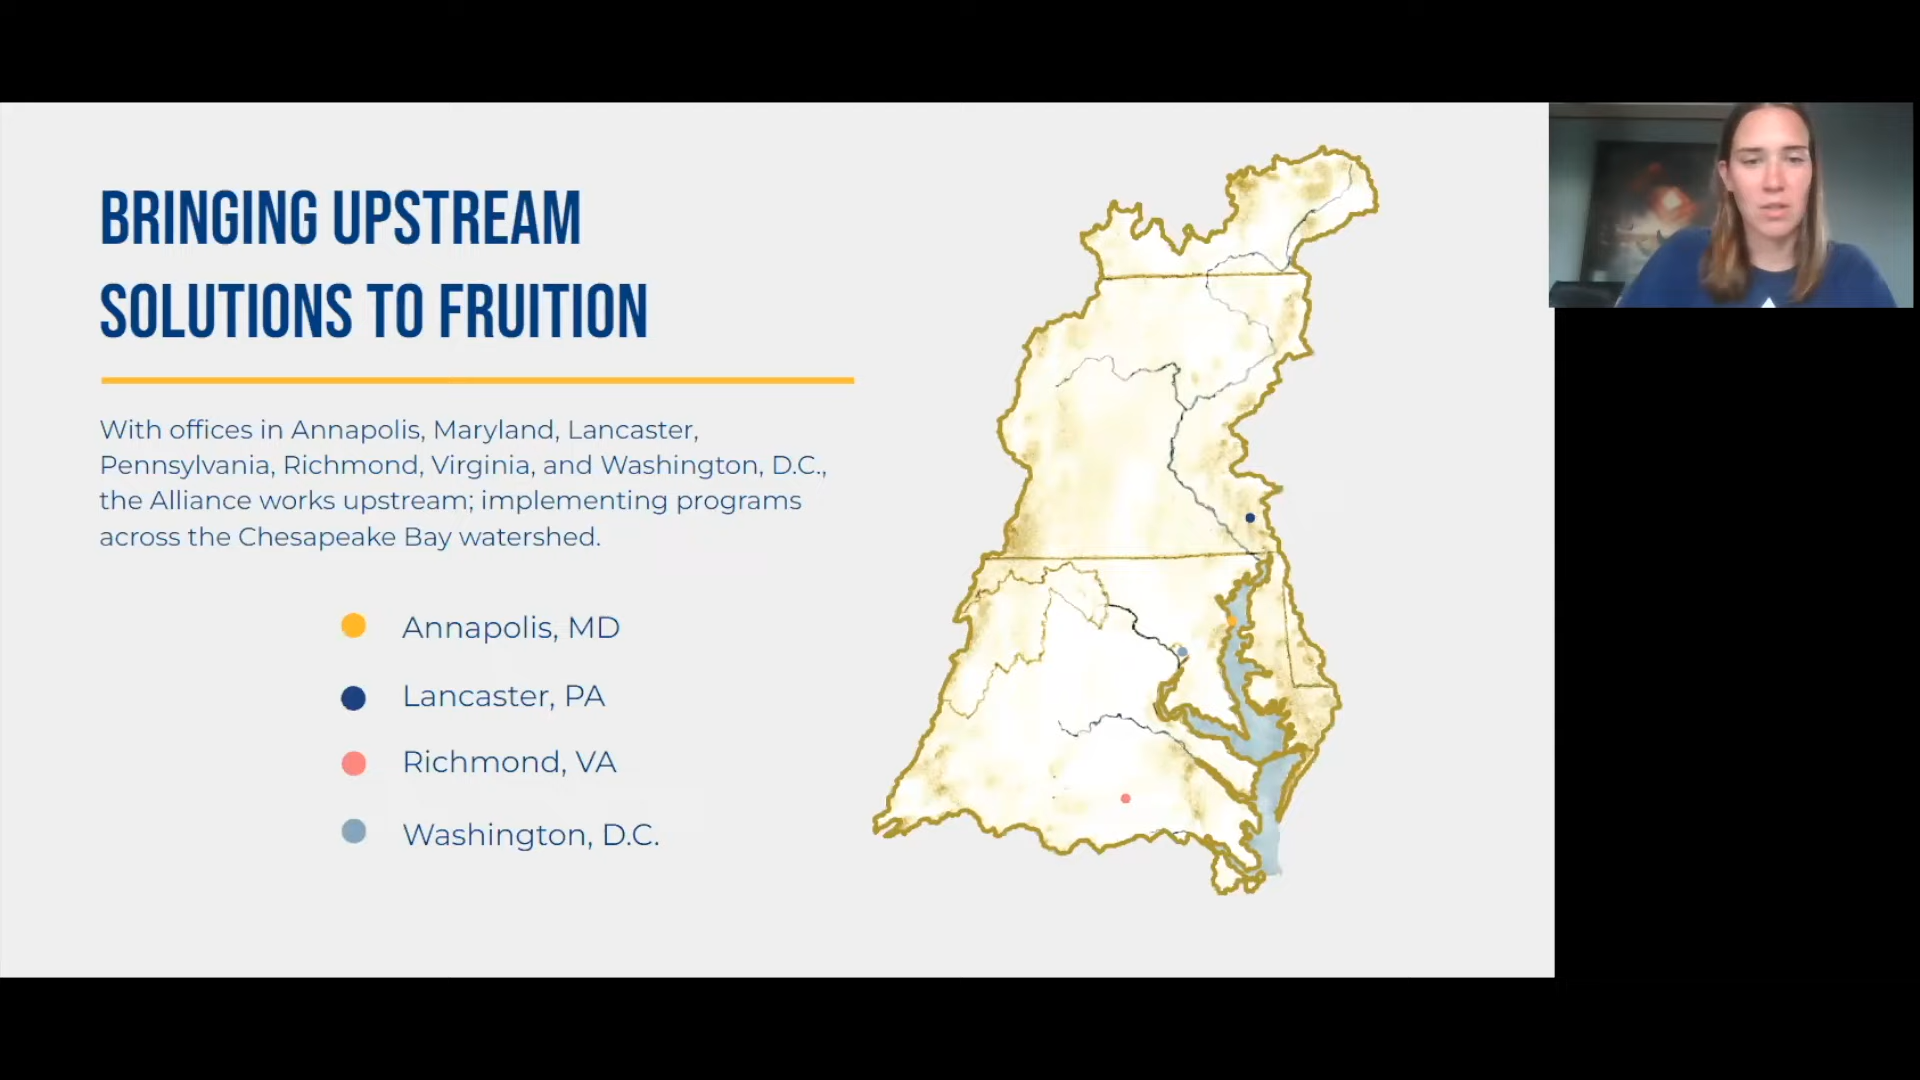 BRINGING UPSTREAM
SOLUTIONS TO FRUITION
With offices in Annapolis, Maryland, Lancaster,
Pennsylvania, Richmond, Virginia, and Washington, D.C.,
the Alliance works upstream; implementing programs
across the Chesapeake Bay watershed.
Annapolis, MD
Lancaster, PA
Richmond, VA
Washington, D.C.